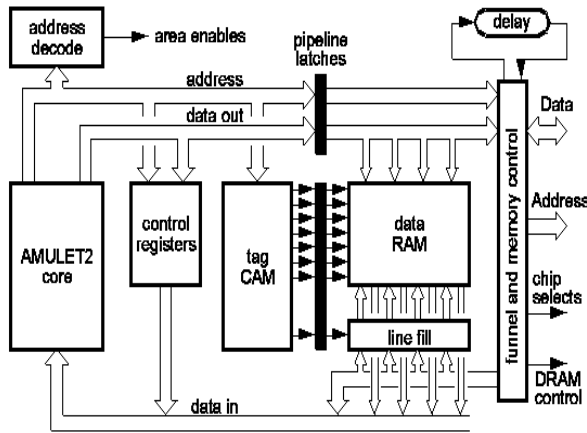 address
decode
area enables
pipeline
latches
delay
address
data out
Data
AMULET2
core
control
registers
tag
CAM
data
RAM
line fill
funnel and memory control
Address
chip
selects
DRAM
control
data in